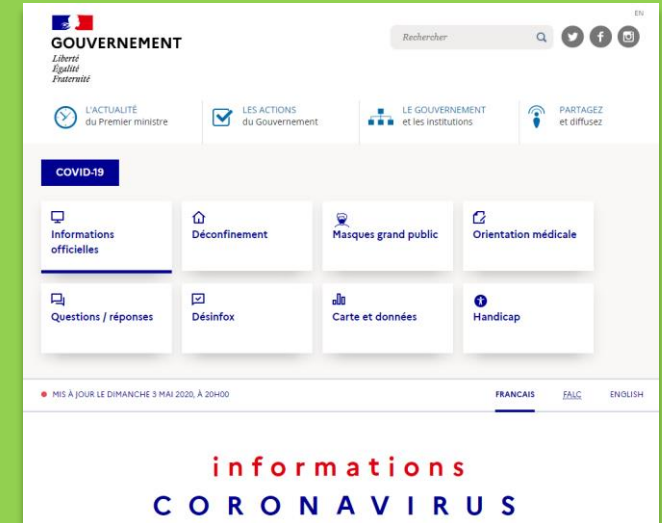 EN
GOUVERNEMENT
Liberté
Égalité
Fraternité
Rechercher
L'ACTUALITÉ
du Premier ministre
LES ACTIONS
du Gouvernement
LE GOUVERNEMENT
et les institutions
PARTAGEZ
et diffusez
COVID-19
Informations
officielles
Déconfinement
Masques grand public
Orientation médicale
Questions / réponses
Désinfox
Carte et données
Handicap
MIS À JOUR LE DIMANCHE 3 MAI 2020, À 20H00
FRANCAIS FALC ENGLISH
informations
CORONAVIRUS